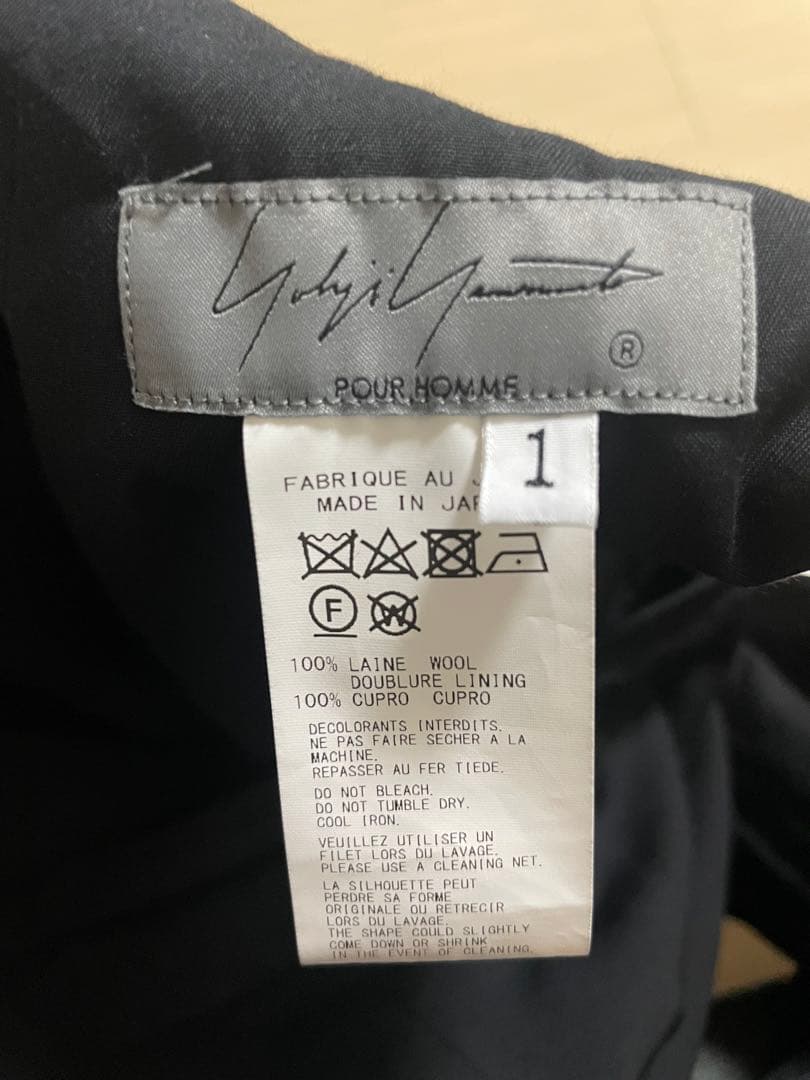 Yohji Yamamoto
®
POUR HOMME
1
FABRIQUE AU
MADE IN JAP
F
W
100% LAINE WOOL
DOUBLURE LINING
100% CUPRO CUPRO
DECOLORANTS INTERDITS.
NE PAS FAIRE SECHER A LA
MACHINE.
REPASSER AU FER TIEDE.
DO NOT BLEACH.
DO NOT TUMBLE DRY.
COOL IRON.
VEUILLEZ UTILISER UN
FILET LORS DU LAVAGE.
PLEASE USE A CLEANING NET.
LA SILHOUETTE PEUT
PERDRE SA FORME
ORIGINALE OU RETRECIR
LORS DU LAVAGE.
THE SHAPE COULD SLIGHTLY
COME DOWN OR SHRINK
IN THE EVENT OF CLEANING.